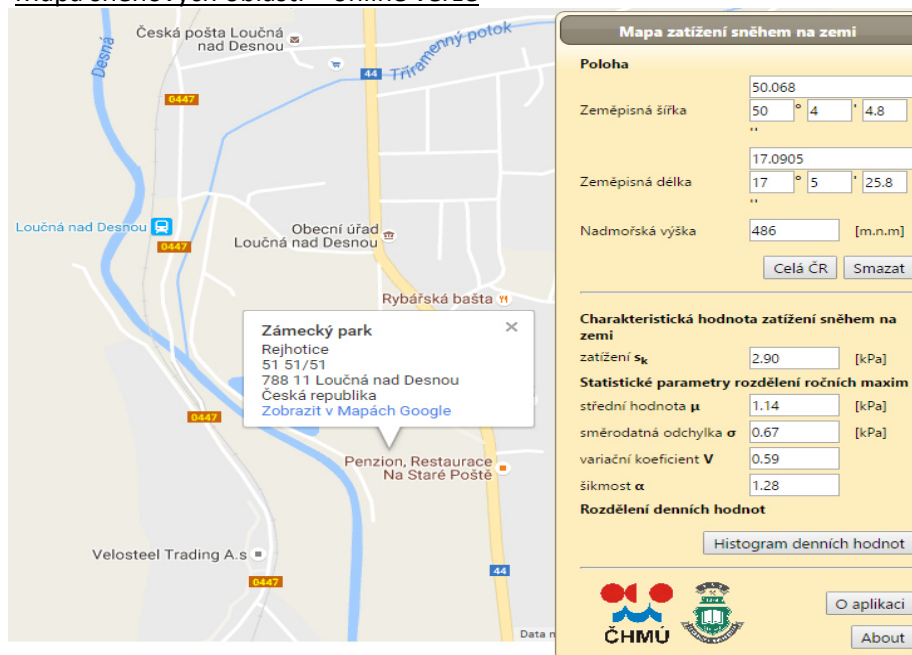 Mapa sněhových oblastí – online verze
Česká pošta Loučná
nad Desnou
Desná
Tříramenný potok
44
0447
Loučná nad Desnou
0447
Obecní úřad
Loučná nad Desnou
Rybářská bašta
Zámecký park
Rejhotice
51 51/51
788 11 Loučná nad Desnou
Česká republika
Zobrazit v Mapách Google
0447
Penzion, Restaurace
Na Staré Poště
Velosteel Trading A.s
0447
44
Data n
Mapa zatížení sněhem na zemi
Poloha
50.068
Zeměpisná šířka 50 ° 4 ' 4.8
''
17.0905
Zeměpisná délka 17 ° 5 ' 25.8
''
Nadmořská výška 486 [m.n.m]
Celá ČR Smazat
Charakteristická hodnota zatížení sněhem na
zemi
zatížení sk 2.90 [kPa]
Statistické parametry rozdělení ročních maxim
střední hodnota μ 1.14 [kPa]
směrodatná odchylka σ 0.67 [kPa]
variační koeficient V 0.59
šikmost α 1.28
Rozdělení denních hodnot
Histogram denních hodnot
ČHMÚ
O aplikaci
About